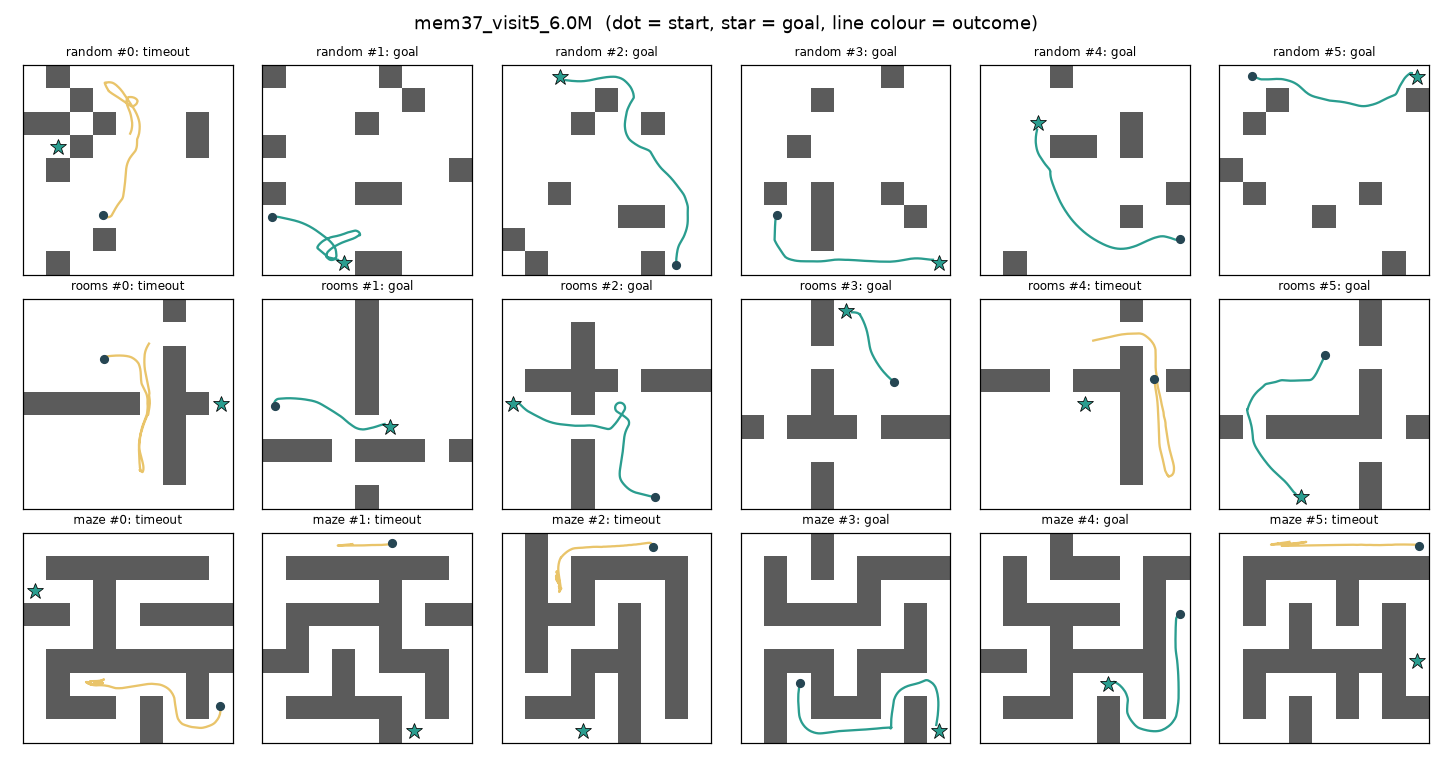 mem37_visit5_6.0M  (dot = start, star = goal, line colour = outcome)
random #0: timeout
random #1: goal
random #2: goal
random #3: goal
random #4: goal
random #5: goal
rooms #0: timeout
rooms #1: goal
rooms #2: goal
rooms #3: goal
rooms #4: timeout
rooms #5: goal
maze #0: timeout
maze #1: timeout
maze #2: timeout
maze #3: goal
maze #4: goal
maze #5: timeout